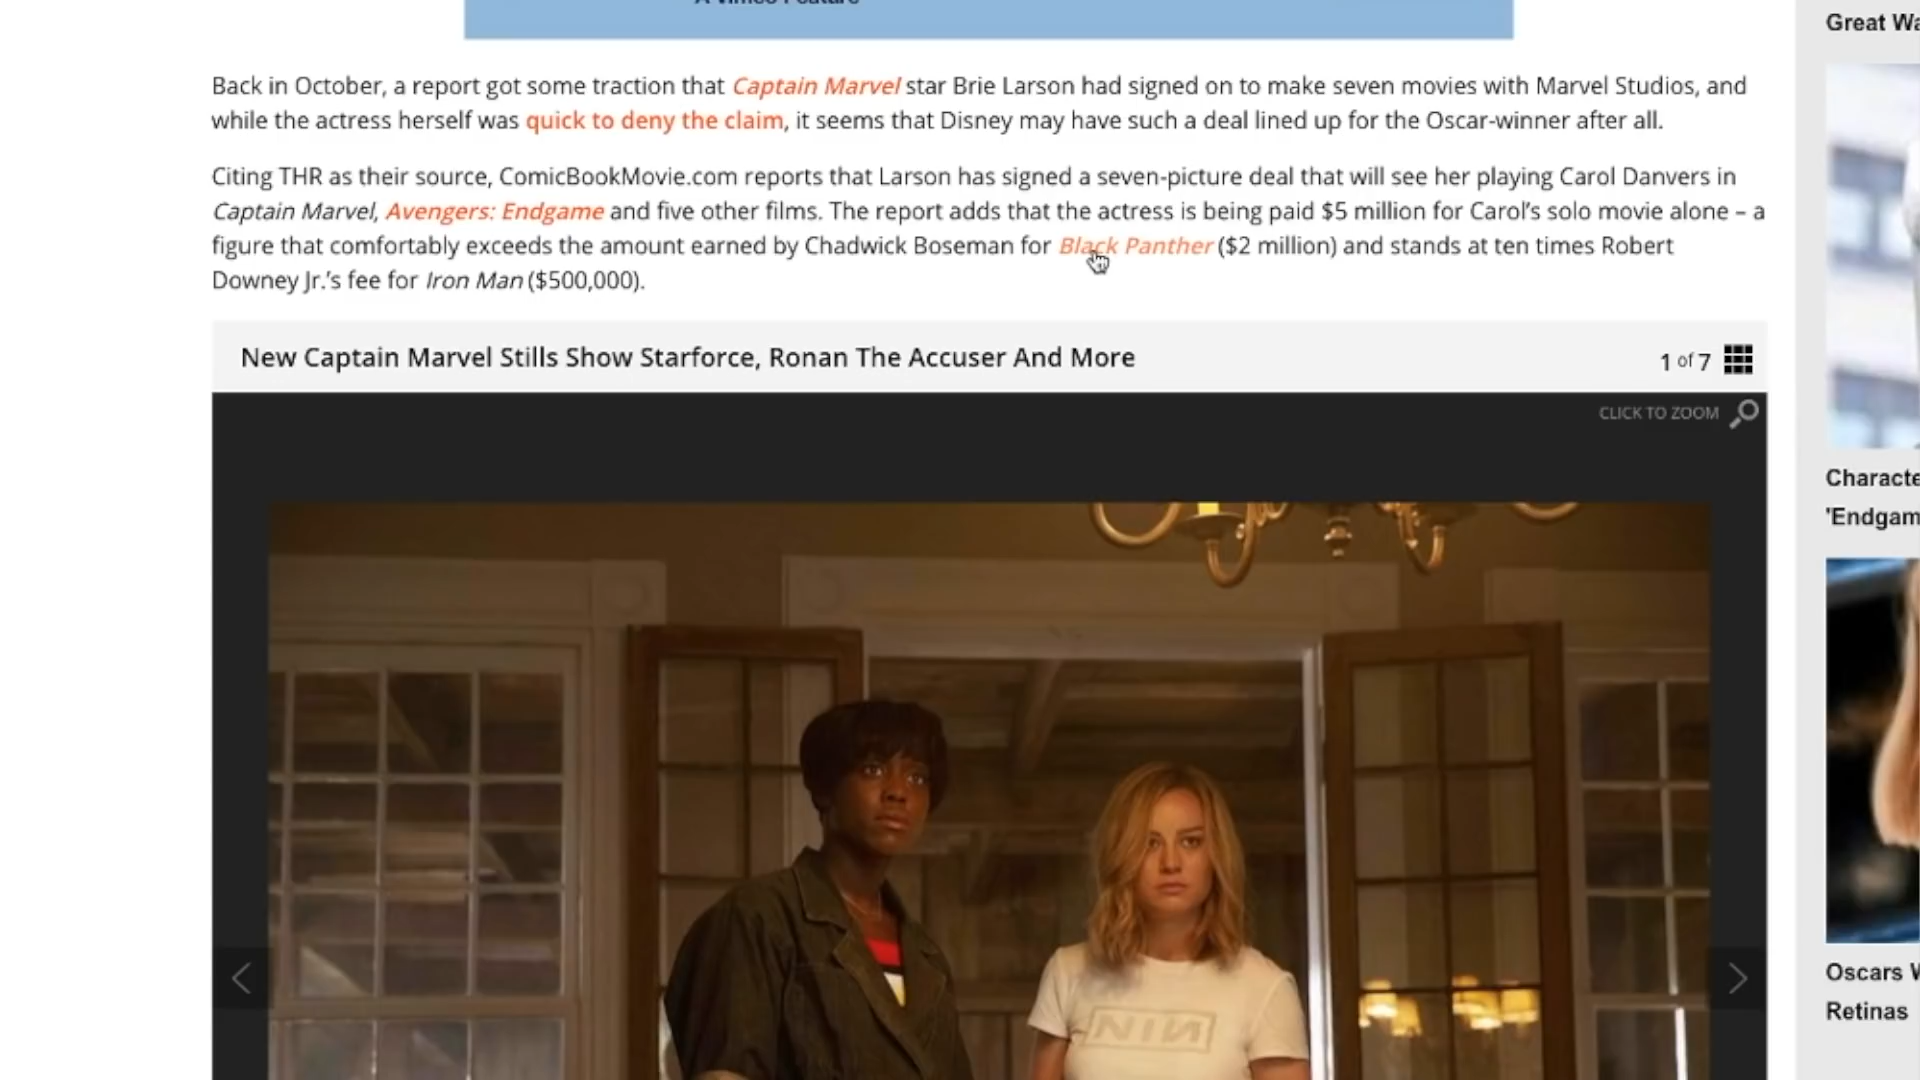 A Vimeo Feature
Great Wa
Back in October, a report got some traction that Captain Marvel star Brie Larson had signed on to make seven movies with Marvel Studios, and
while the actress herself was quick to deny the claim, it seems that Disney may have such a deal lined up for the Oscar-winner after all.
Citing THR as their source, ComicBookMovie.com reports that Larson has signed a seven-picture deal that will see her playing Carol Danvers in
Captain Marvel, Avengers: Endgame and five other films. The report adds that the actress is being paid $5 million for Carol's solo movie alone – a
figure that comfortably exceeds the amount earned by Chadwick Boseman for Black Panther ($2 million) and stands at ten times Robert
Downey Jr.'s fee for Iron Man ($500,000).
New Captain Marvel Stills Show Starforce, Ronan The Accuser And More
1 of 7
CLICK TO ZOOM
Characte
'Endgam
NIN
Oscars W
Retinas